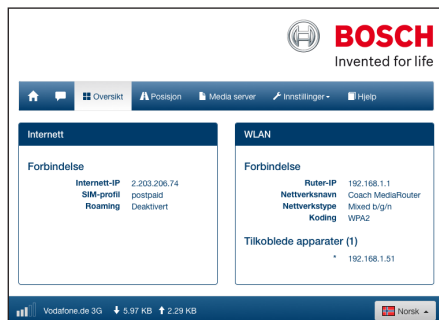 BOSCH
Invented for life
Oversikt Posisjon Media server Innstillinger Hjelp
Internett
Forbindelse
Internett-IP 2.203.206.74
SIM-profil postpaid
Roaming Deaktivert
WLAN
Forbindelse
Ruter-IP 192.168.1.1
Nettverksnavn Coach MediaRouter
Nettverkstype Mixed b/g/n
Koding WPA2
Tilkoblede apparater (1)
* 192.168.1.51
Vodafone.de 3G 5.97 KB 2.29 KB
Norsk